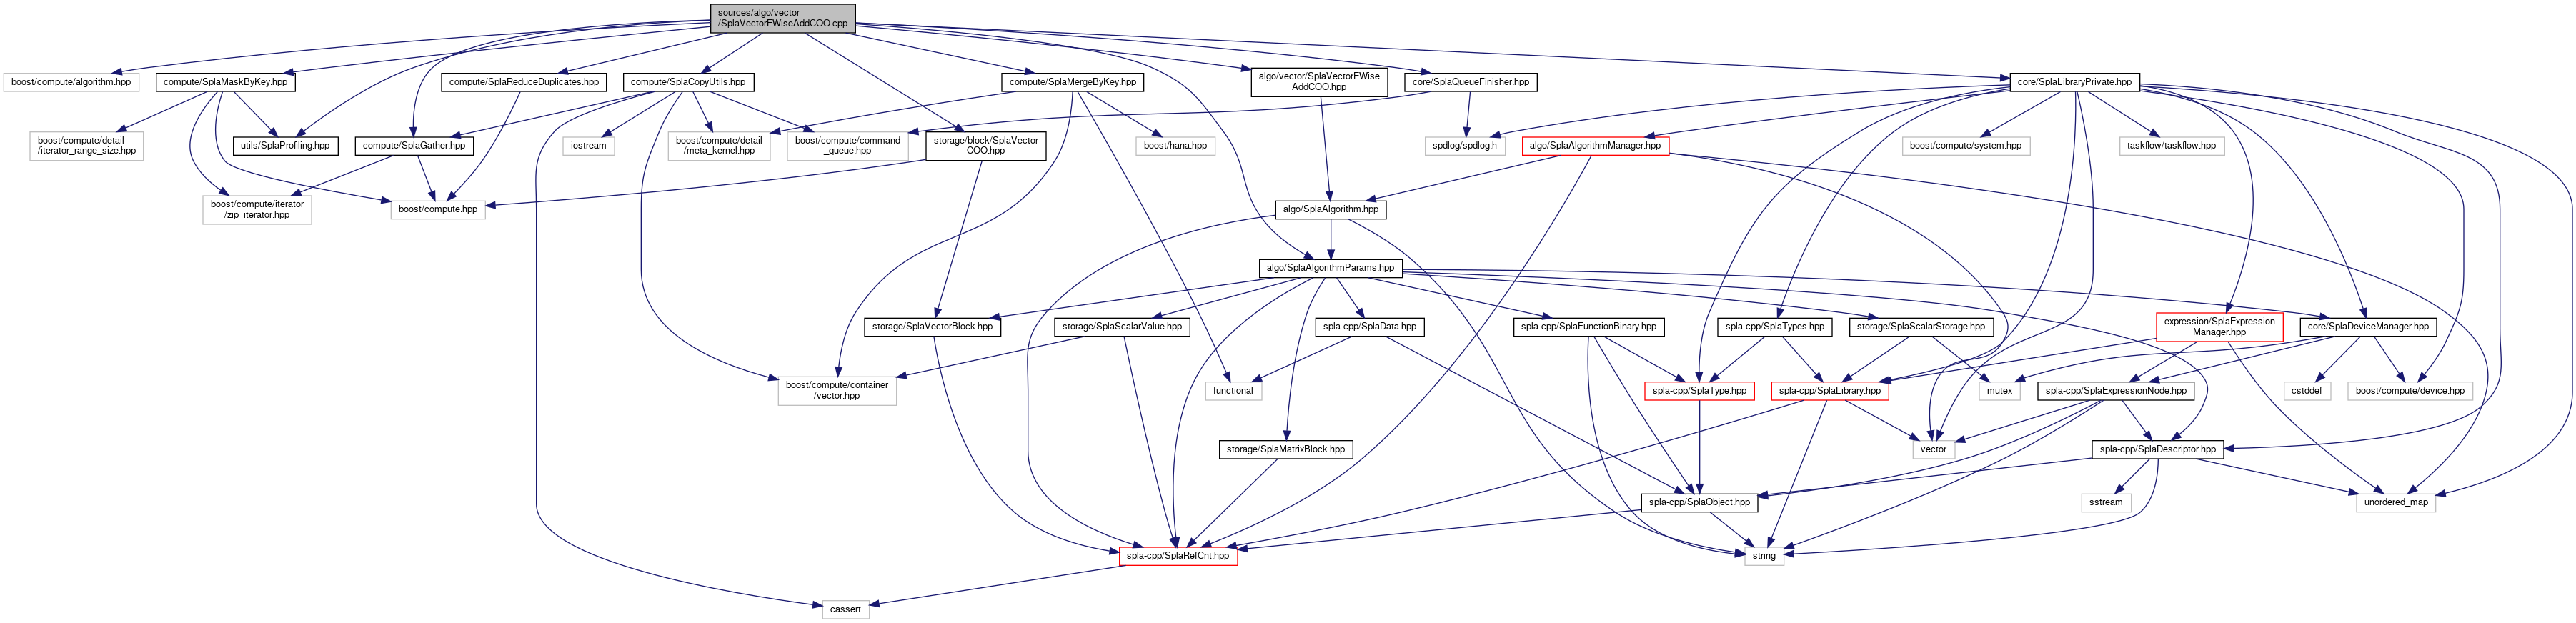 sources/algo/vector
/SplaVectorEWiseAddCOO.cpp
boost/compute/algorithm.hpp
compute/SplaMaskByKey.hpp
compute/SplaReduceDuplicates.hpp
compute/SplaCopyUtils.hpp
compute/SplaMergeByKey.hpp
algo/vector/SplaVectorEWise
AddCOO.hpp
core/SplaQueueFinisher.hpp
core/SplaLibraryPrivate.hpp
boost/compute/detail
/iterator_range_size.hpp
utils/SplaProfiling.hpp
compute/SplaGather.hpp
iostream
boost/compute/detail
/meta_kernel.hpp
boost/compute/command
_queue.hpp
storage/block/SplaVector
COO.hpp
boost/hana.hpp
spdlog/spdlog.h
algo/SplaAlgorithmManager.hpp
boost/compute/system.hpp
taskflow/taskflow.hpp
boost/compute/iterator
/zip_iterator.hpp
boost/compute.hpp
algo/SplaAlgorithm.hpp
algo/SplaAlgorithmParams.hpp
storage/SplaVectorBlock.hpp
storage/SplaScalarValue.hpp
spla-cpp/SplaData.hpp
spla-cpp/SplaFunctionBinary.hpp
spla-cpp/SplaTypes.hpp
storage/SplaScalarStorage.hpp
expression/SplaExpression
Manager.hpp
core/SplaDeviceManager.hpp
boost/compute/container
/vector.hpp
functional
spla-cpp/SplaType.hpp
spla-cpp/SplaLibrary.hpp
mutex
spla-cpp/SplaExpressionNode.hpp
cstddef
boost/compute/device.hpp
storage/SplaMatrixBlock.hpp
vector
spla-cpp/SplaDescriptor.hpp
spla-cpp/SplaObject.hpp
sstream
unordered_map
spla-cpp/SplaRefCnt.hpp
string
cassert